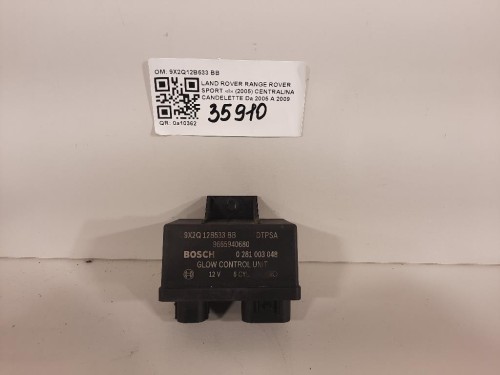 OM: 9X2Q12B533 BB
LAND ROVER RANGE ROVER
SPORT «I» (2005) CENTRALINA
CANDELETTE Da 2005 A 2009
35910
QR: 0a10362
9X2Q 12B533 BB DTPSA
9665940680
BOSCH 0 281 003 048
GLOW CONTROL UNIT
12 V